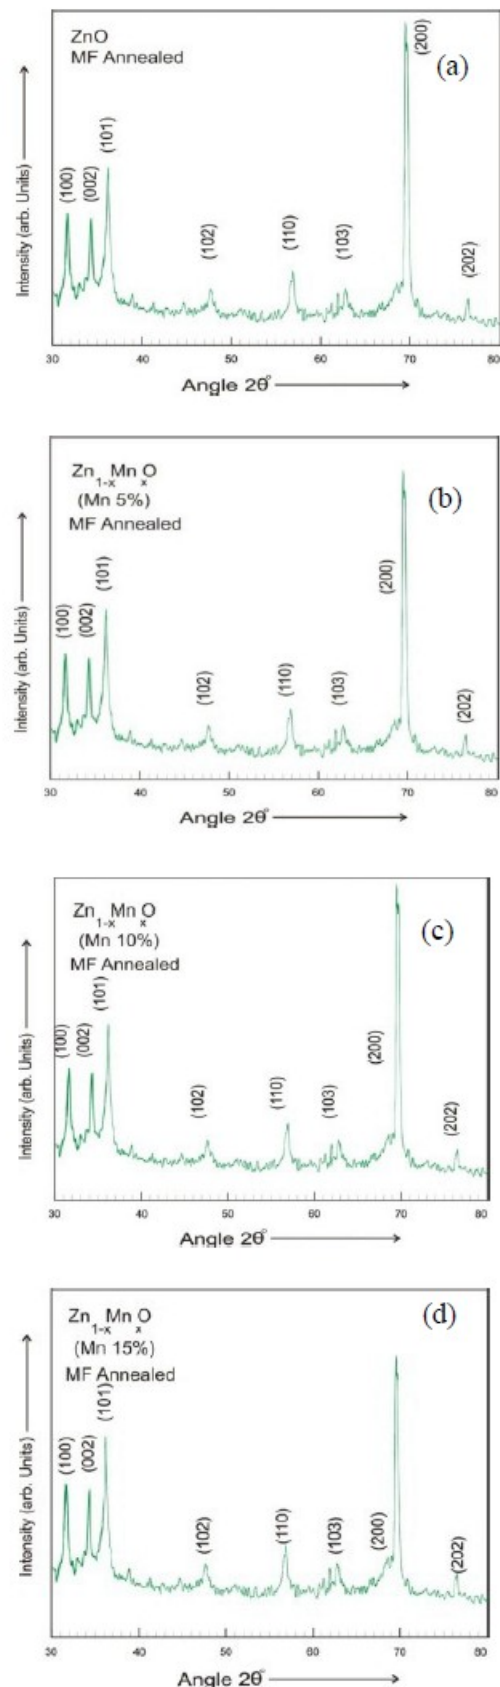 ZnO
MF Annealed
(a)
(100)
(002)
(101)
(102)
(110)
(103)
(200)
(202)
Intensity (arb. Units)
30 40 50 60 70 80
Angle 2θ°
Zn1-xMnxO
(Mn 5%)
MF Annealed
(b)
(100)
(002)
(101)
(102)
(110)
(103)
(200)
(202)
Intensity (arb. Units)
30 40 50 60 70 80
Angle 2θ°
Zn1-xMnxO
(Mn 10%)
MF Annealed
(c)
(100)
(002)
(101)
(102)
(110)
(103)
(200)
(202)
Intensity (arb. Units)
30 40 50 60 70 80
Angle 2θ°
Zn1-xMnxO
(Mn 15%)
MF Annealed
(d)
(100)
(002)
(101)
(102)
(110)
(103)
(200)
(202)
Intonsity (arb. Units)
30 40 50 60 70 80
Angle 2θ°